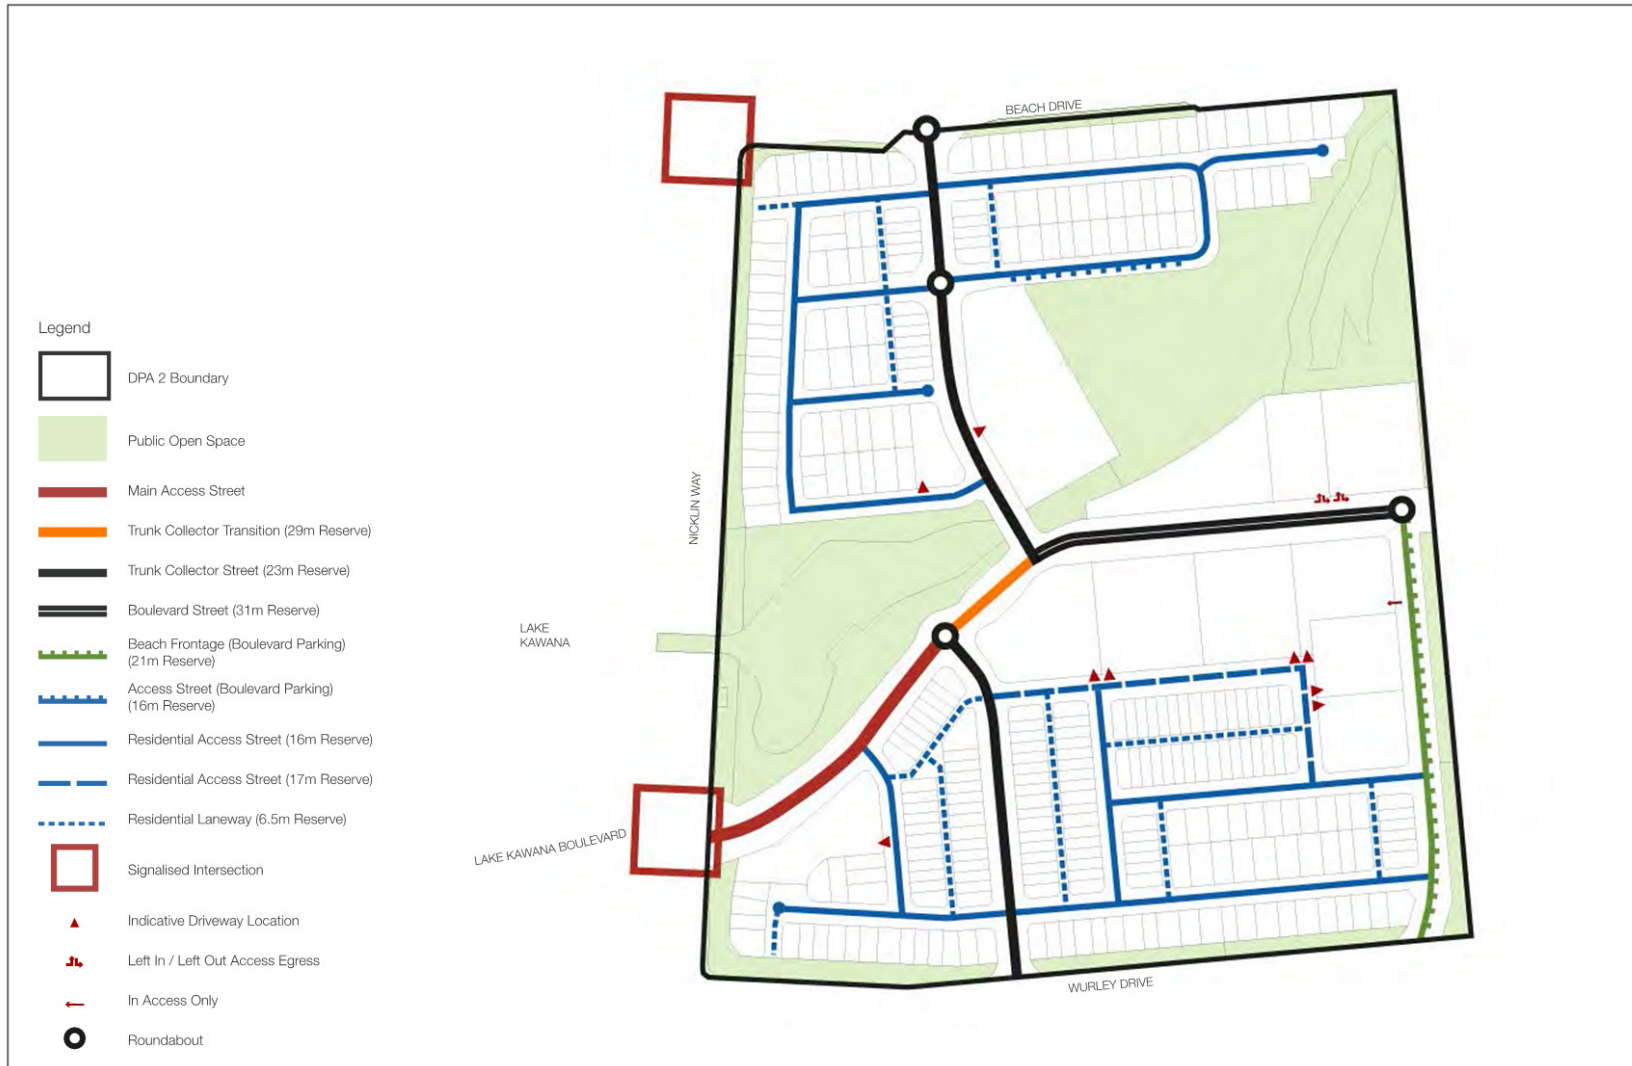 BEACH DRIVE
Legend
DPA 2 Boundary
Public Open Space
Main Access Street
NICKLIN WAY
Trunk Collector Transition (29m Reserve)
Trunk Collector Street (23m Reserve)
Boulevard Street (31m Reserve)
LAKE
KAWANA
Beach Frontage (Boulevard Parking)
(21m Reserve)
Access Street (Boulevard Parking)
(16m Reserve)
Residential Access Street (16m Reserve)
Residential Access Street (17m Reserve)
Residential Laneway (6.5m Reserve)
LAKE KAWANA BOULEVARD
Signalised Intersection
Indicative Driveway Location
Left In / Left Out Access Egress
WURLEY DRIVE
In Access Only
Roundabout